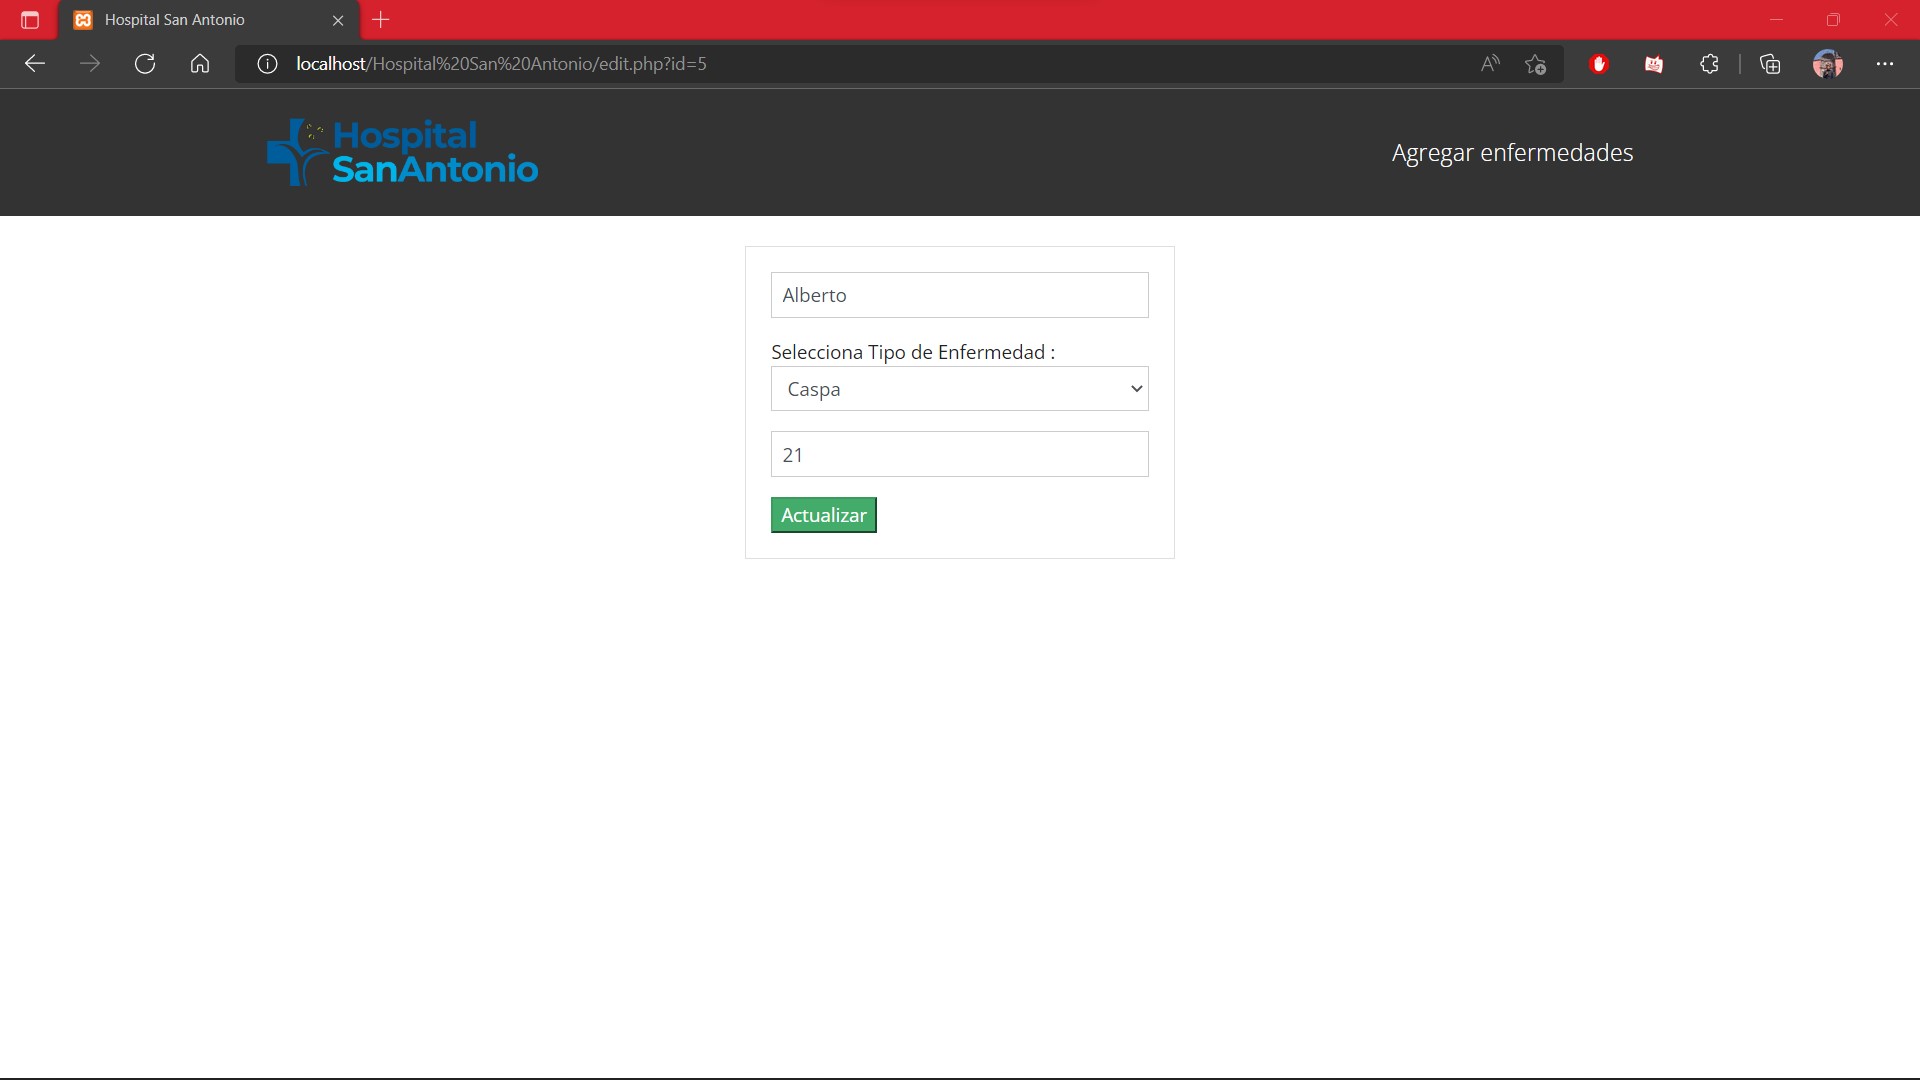 Hospital San Antonio
localhost/Hospital%20San%20Antonio/edit.php?id=5
Hospital
SanAntonio
Agregar enfermedades
Alberto
Selecciona Tipo de Enfermedad :
Caspa
21
Actualizar